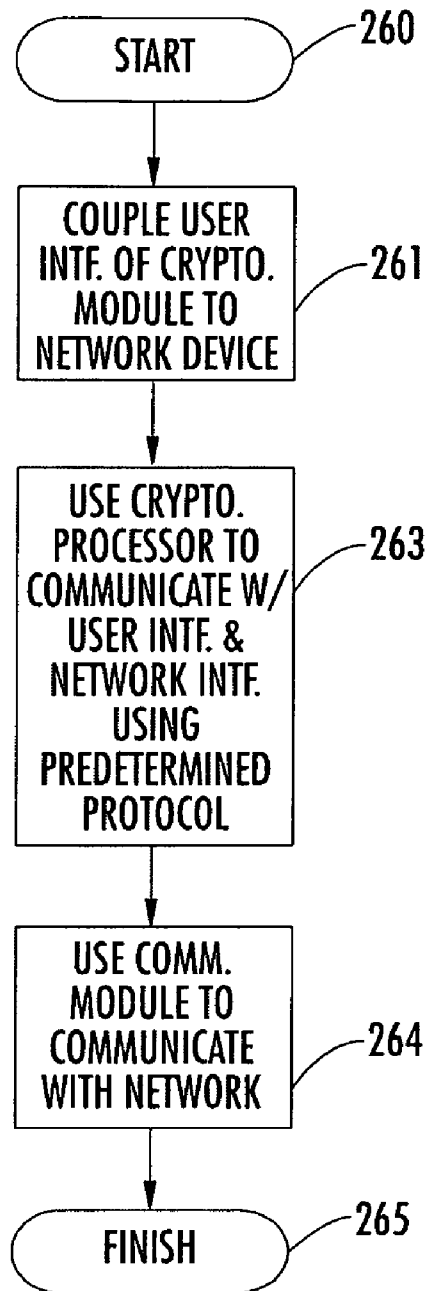 START
260
COUPLE USER
INTF. OF CRYPTO.
MODULE TO
NETWORK DEVICE
261
USE CRYPTO.
PROCESSOR TO
COMMUNICATE W/
USER INTF. &
NETWORK INTF.
USING
PREDETERMINED
PROTOCOL
263
USE COMM.
MODULE TO
COMMUNICATE
WITH NETWORK
264
FINISH
265